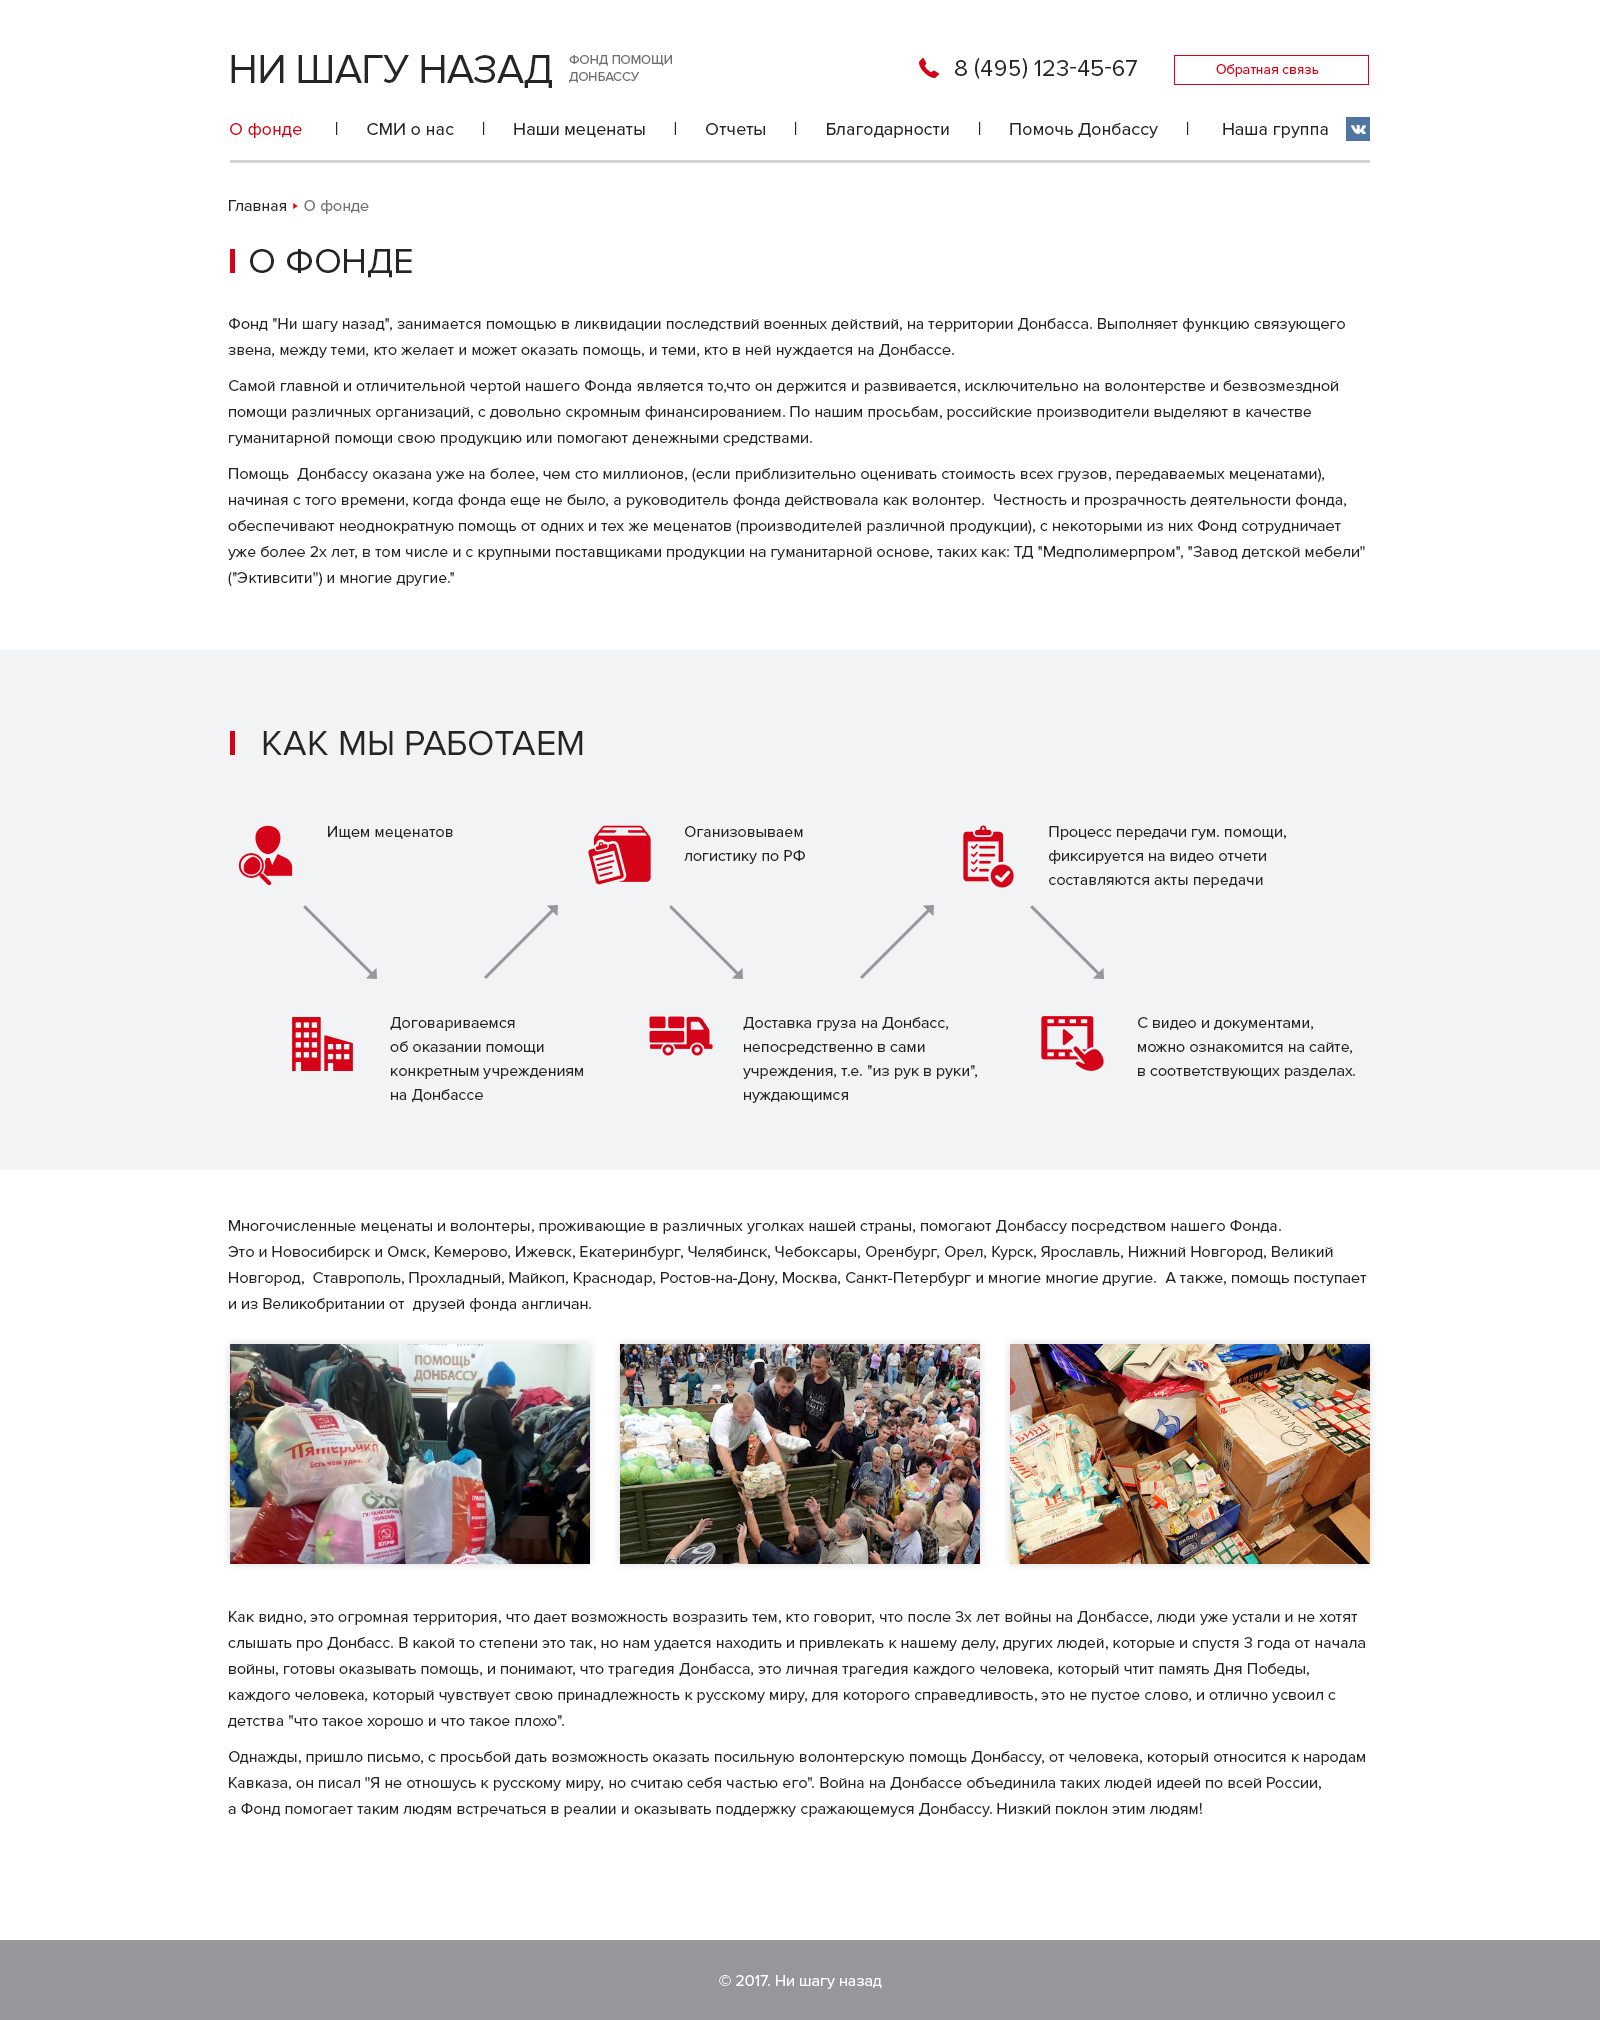 НИ ШАГУ НАЗАД
ФОНД ПОМОЩИ
ДОНБАССУ
8 (495) 123-45-67
Обратная связь
О фонде | СМИ о нас | Наши меценаты | Отчеты | Благодарности | Помочь Донбассу | Наша группа
Главная О фонде
О ФОНДЕ
Фонд "Ни шагу назад", занимается помощью в ликвидации последствий военных действий, на территории Донбасса. Выполняет функцию связующего
звена, между теми, кто желает и может оказать помощь, и теми, кто в ней нуждается на Донбассе.
Самой главной и отличительной чертой нашего Фонда является то,что он держится и развивается, исключительно на волонтерстве и безвозмездной
помощи различных организаций, с довольно скромным финансированием. По нашим просьбам, российские производители выделяют в качестве
гуманитарной помощи свою продукцию или помогают денежными средствами.
Помощь  Донбассу оказана уже на более, чем сто миллионов, (если приблизительно оценивать стоимость всех грузов, передаваемых меценатами),
начиная с того времени, когда фонда еще не было, а руководитель фонда действовала как волонтер.  Честность и прозрачность деятельности фонда,
обеспечивают неоднократную помощь от одних и тех же меценатов (производителей различной продукции), с некоторыми из них Фонд сотрудничает
уже более 2х лет, в том числе и с крупными поставщиками продукции на гуманитарной основе, таких как: ТД "Медполимерпром", "Завод детской мебели"
("Эктивсити") и многие другие."
КАК МЫ РАБОТАЕМ
Ищем меценатов
Оганизовываем
логистику по РФ
Процесс передачи гум. помощи,
фиксируется на видео отчети
составляются акты передачи
Договариваемся
об оказании помощи
конкретным учреждениям
на Донбассе
Доставка груза на Донбасс,
непосредственно в сами
учреждения, т.е. "из рук в руки",
нуждающимся
С видео и документами,
можно ознакомится на сайте,
в соответствующих разделах.
Многочисленные меценаты и волонтеры, проживающие в различных уголках нашей страны, помогают Донбассу посредством нашего Фонда.
Это и Новосибирск и Омск, Кемерово, Ижевск, Екатеринбург, Челябинск, Чебоксары, Оренбург, Орел, Курск, Ярославль, Нижний Новгород, Великий
Новгород,  Ставрополь, Прохладный, Майкоп, Краснодар, Ростов-на-Дону, Москва, Санкт-Петербург и многие многие другие.  А также, помощь поступает
и из Великобритании от  друзей фонда англичан.
ПОМОЩЬ
ДОНБАССУ
КПРФ
Пятёрочка
КПРФ
SAMSUNG
КОРВАЛОЛ
БИНТ
БИНТ
Как видно, это огромная территория, что дает возможность возразить тем, кто говорит, что после 3х лет войны на Донбассе, люди уже устали и не хотят
слышать про Донбасс. В какой то степени это так, но нам удается находить и привлекать к нашему делу, других людей, которые и спустя 3 года от начала
войны, готовы оказывать помощь, и понимают, что трагедия Донбасса, это личная трагедия каждого человека, который чтит память Дня Победы,
каждого человека, который чувствует свою принадлежность к русскому миру, для которого справедливость, это не пустое слово, и отлично усвоил с
детства "что такое хорошо и что такое плохо".
Однажды, пришло письмо, с просьбой дать возможность оказать посильную волонтерскую помощь Донбассу, от человека, который относится к народам
Кавказа, он писал "Я не отношусь к русскому миру, но считаю себя частью его". Война на Донбассе объединила таких людей идеей по всей России,
а Фонд помогает таким людям встречаться в реалии и оказывать поддержку сражающемуся Донбассу. Низкий поклон этим людям!
© 2017. Ни шагу назад